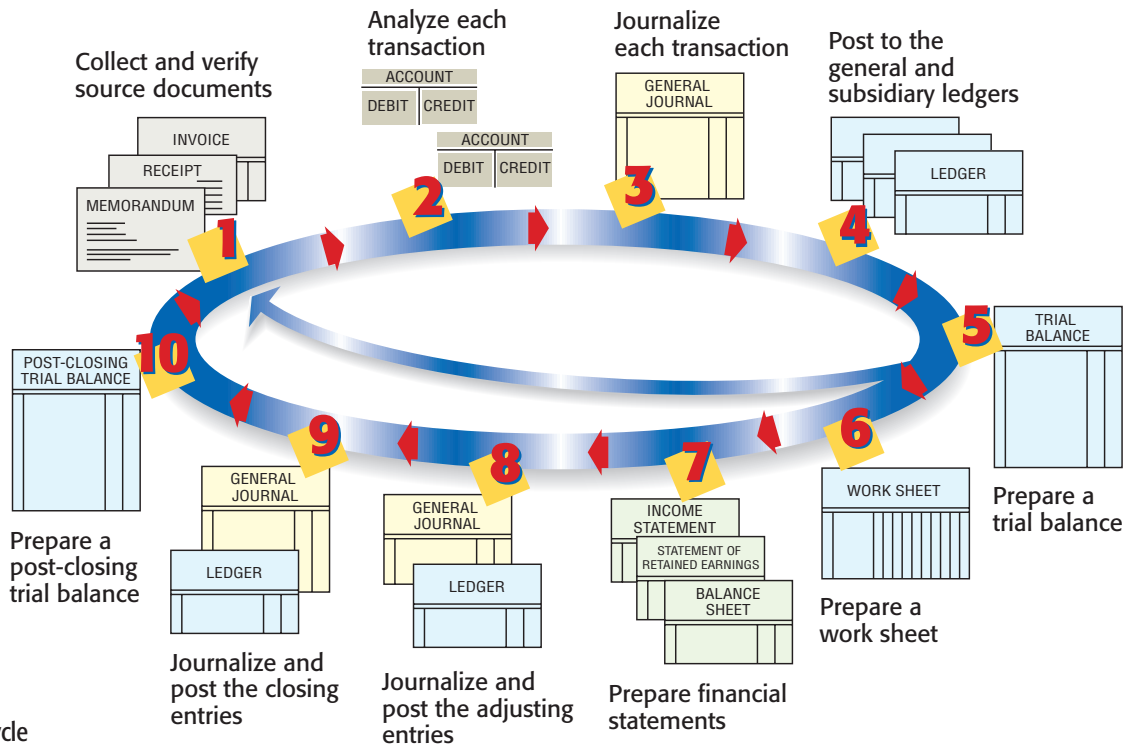 Collect and verify
source documents
INVOICE
RECEIPT
MEMORANDUM
1
Analyze each
transaction
ACCOUNT
DEBIT CREDIT
ACCOUNT
DEBIT CREDIT
2
Journalize
each transaction
GENERAL
JOURNAL
3
Post to the
general and
subsidiary ledgers
LEDGER
4
5
TRIAL
BALANCE
Prepare a
trial balance
6
WORK SHEET
Prepare a
work sheet
7
INCOME
STATEMENT
STATEMENT OF
RETAINED EARNINGS
BALANCE
SHEET
Prepare financial
statements
8
GENERAL
JOURNAL
LEDGER
Journalize and
post the adjusting
entries
9
GENERAL
JOURNAL
LEDGER
Journalize and
post the closing
entries
10
POST-CLOSING
TRIAL BALANCE
Prepare a
post-closing
trial balance